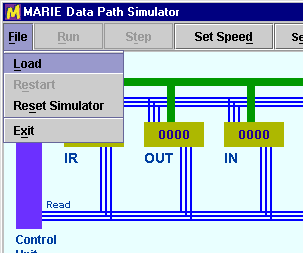 M MARIE Data Path Simulator
File Run Step Set Speed Se
Load
Restart
Reset Simulator
Exit
0000 0000
IR OUT IN
Read
Control
Unit